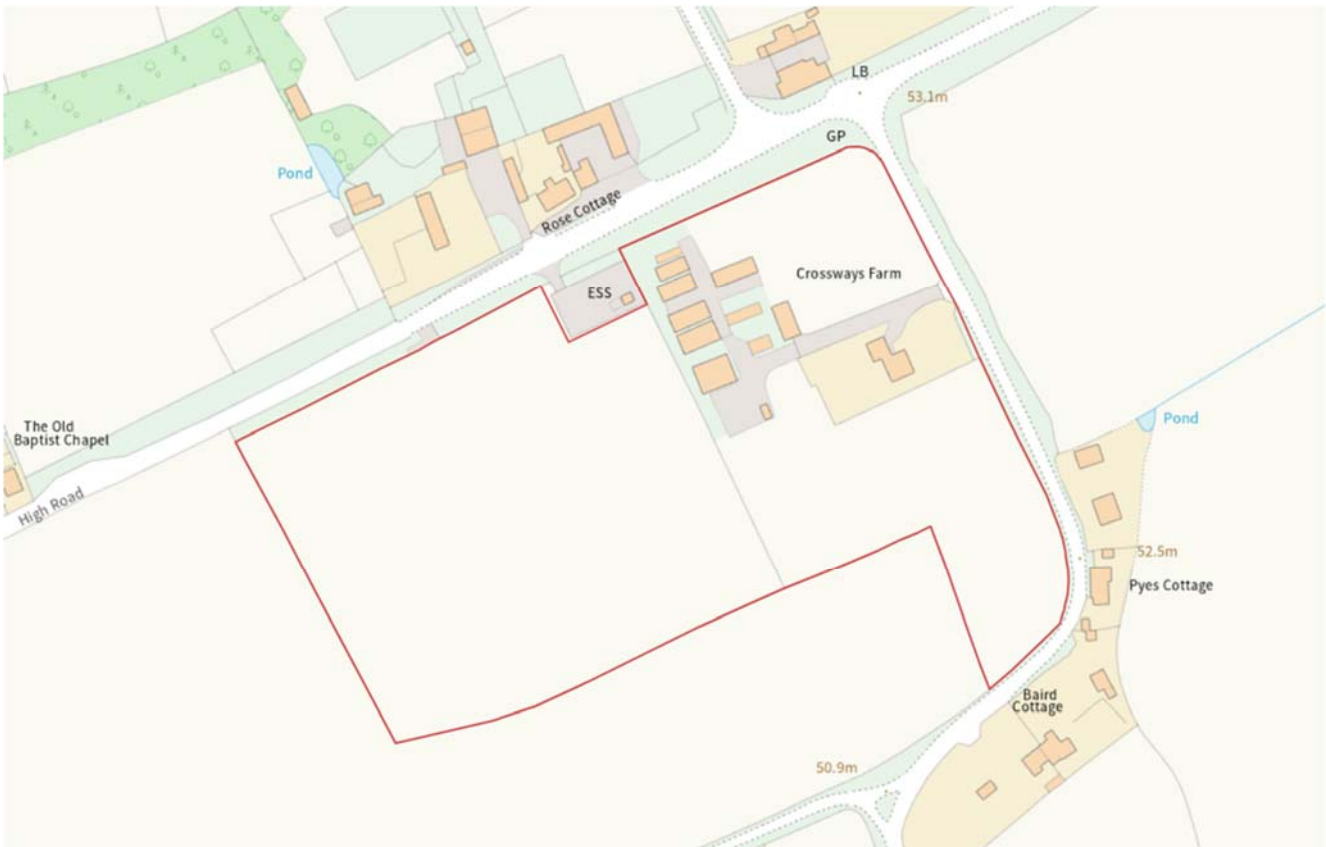 LB
53.1m
GP
Pond
Rose Cottage
Crossways Farm
ESS
The Old
Baptist Chapel
Pond
High Road
52.5m
Pyes Cottage
Baird
Cottage
50.9m